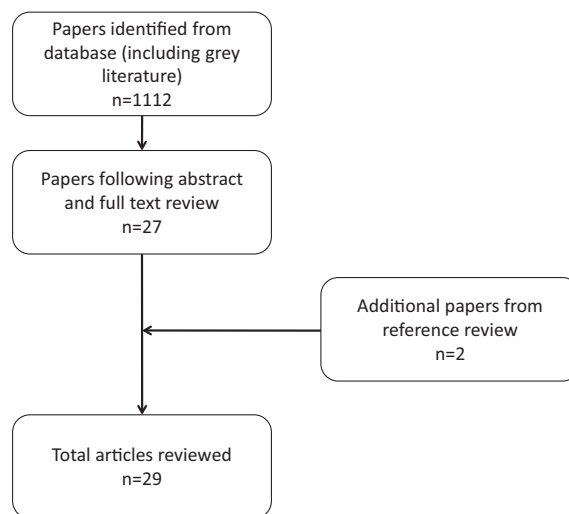 Papers identified from
database (including grey
literature)
n=1112
Papers following abstract
and full text review
n=27
Additional papers from
reference review
n=2
Total articles reviewed
n=29